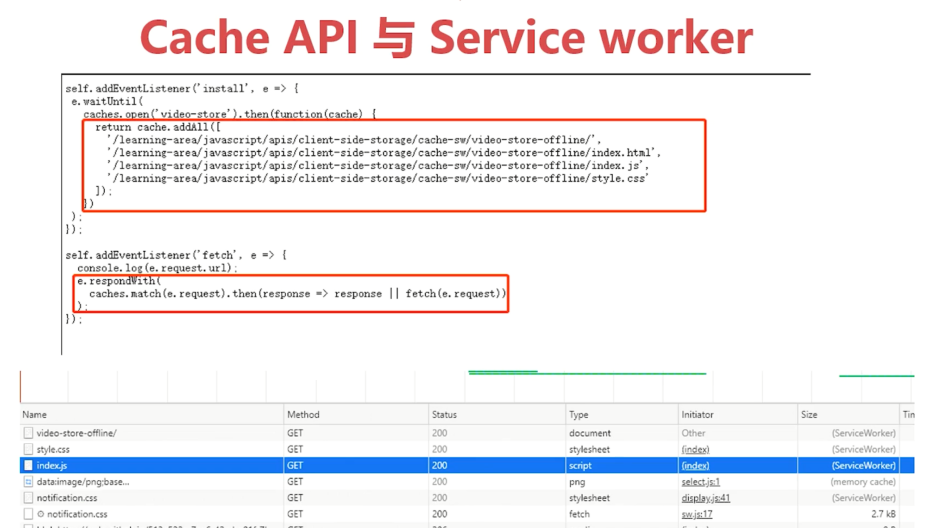 Cache API 与 Service worker
self.addEventListener('install', e => {
e.waitUntil(
caches.open('video-store').then(function(cache) {
return cache.addAll([
'/learning-area/javascript/apis/client-side-storage/cache-sw/video-store-offline/',
'/learning-area/javascript/apis/client-side-storage/cache-sw/video-store-offline/index.html',
'/learning-area/javascript/apis/client-side-storage/cache-sw/video-store-offline/index.js',
'/learning-area/javascript/apis/client-side-storage/cache-sw/video-store-offline/style.css'
]);
})
);
});
self.addEventListener('fetch', e => {
console.log(e.request.url);
e.respondWith(
caches.match(e.request).then(response => response || fetch(e.request))
);
});
Name Method Status Type Initiator Size Tin
video-store-offline/ GET 200 document Other (ServiceWorker)
style.css GET 200 stylesheet (index) (ServiceWorker)
index.js GET 200 script (index) (ServiceWorker)
data:image/png;base... GET 200 png select.js:1 (memory cache)
notification.css GET 200 stylesheet display.js:41 (ServiceWorker)
notification.css GET 200 fetch sw.js:17 2.7 kB